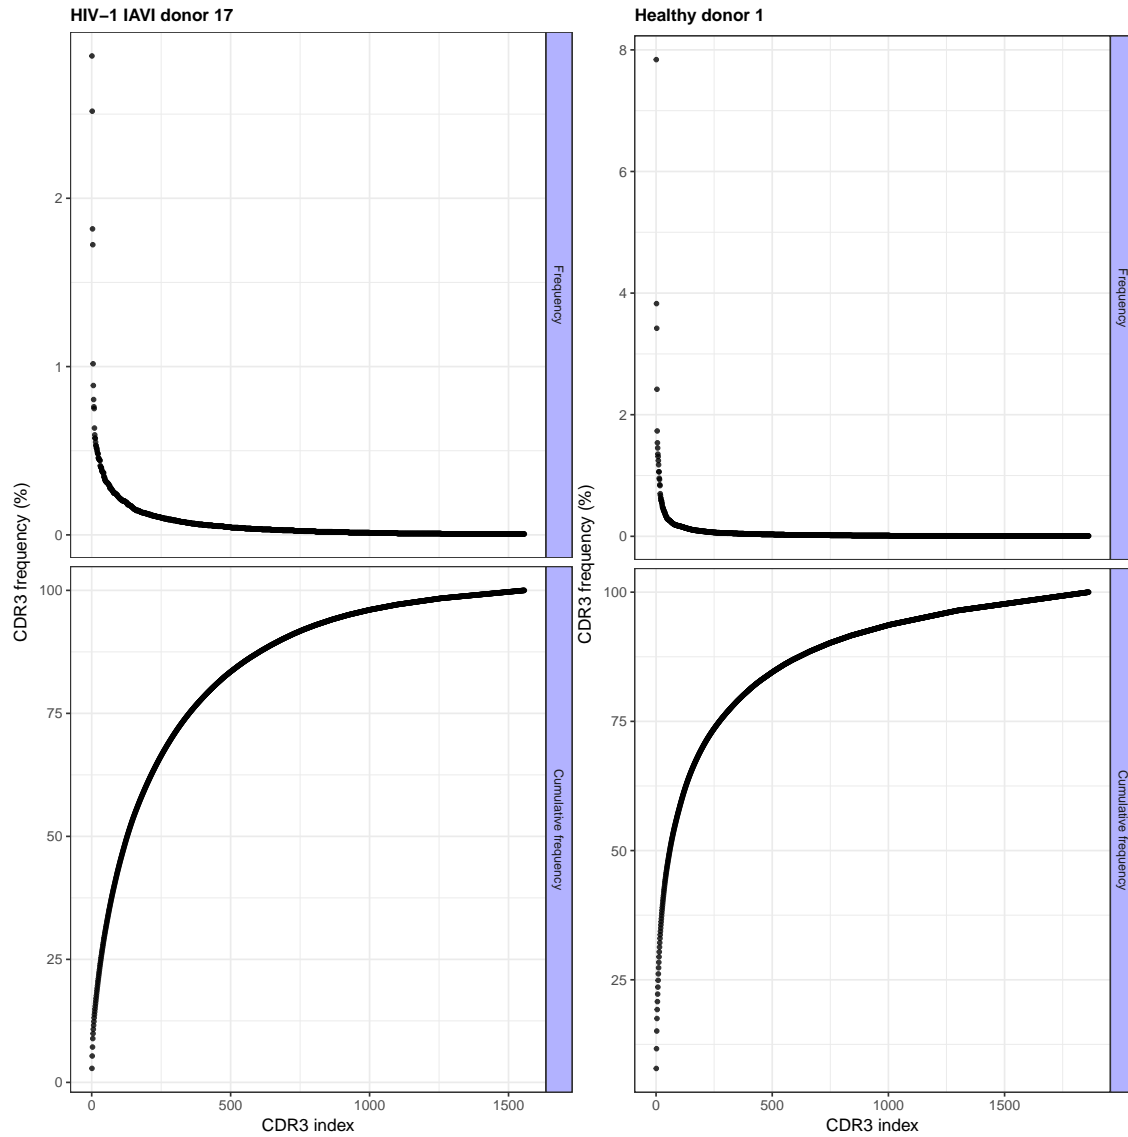 HIV−1 IAVI donor 17
Healthy donor 1
CDR3 frequency (%)
2
1
0
Frequency
100
75
50
25
0
Cumulative frequency
0 500 1000 1500
CDR3 index
CDR3 frequency (%)
8
6
4
2
0
Frequency
100
75
50
25
Cumulative frequency
0 500 1000 1500
CDR3 index